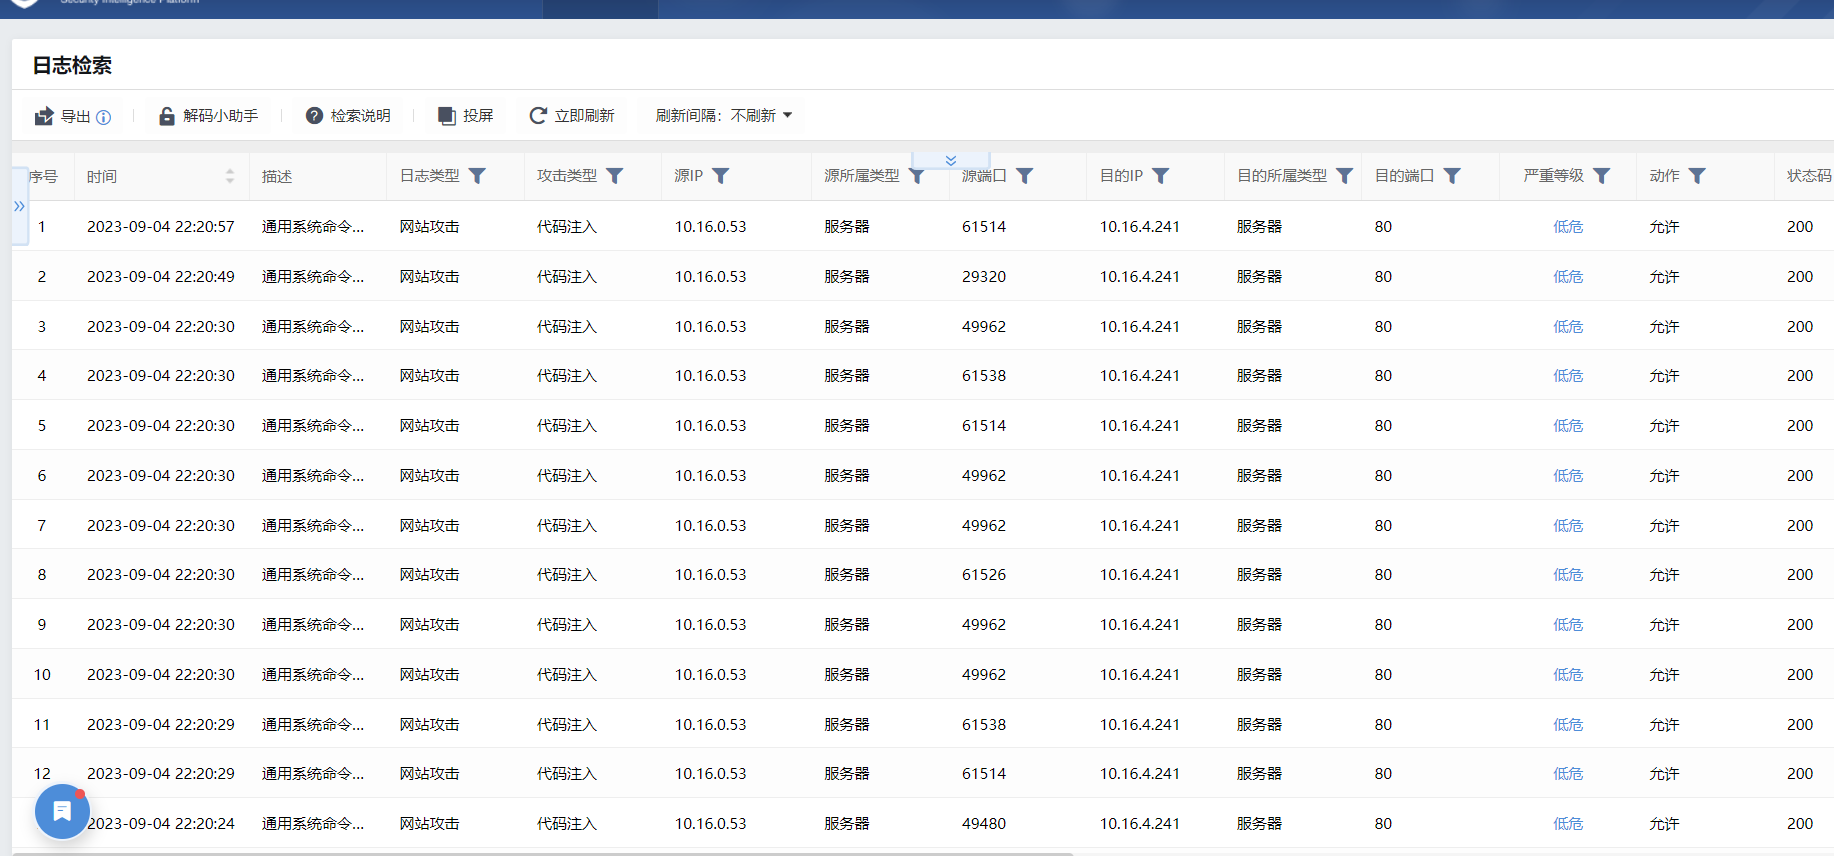 Security Intelligence Platform
日志检索
导出 解码小助手 检索说明 投屏 立即刷新 刷新间隔：不刷新
序号 时间 描述 日志类型 攻击类型 源IP 源所属类型 源端口 目的IP 目的所属类型 目的端口 严重等级 动作 状态码
1 2023-09-04 22:20:57 通用系统命令... 网站攻击 代码注入 10.16.0.53 服务器 61514 10.16.4.241 服务器 80 低危 允许 200
2 2023-09-04 22:20:49 通用系统命令... 网站攻击 代码注入 10.16.0.53 服务器 29320 10.16.4.241 服务器 80 低危 允许 200
3 2023-09-04 22:20:30 通用系统命令... 网站攻击 代码注入 10.16.0.53 服务器 49962 10.16.4.241 服务器 80 低危 允许 200
4 2023-09-04 22:20:30 通用系统命令... 网站攻击 代码注入 10.16.0.53 服务器 61538 10.16.4.241 服务器 80 低危 允许 200
5 2023-09-04 22:20:30 通用系统命令... 网站攻击 代码注入 10.16.0.53 服务器 61514 10.16.4.241 服务器 80 低危 允许 200
6 2023-09-04 22:20:30 通用系统命令... 网站攻击 代码注入 10.16.0.53 服务器 49962 10.16.4.241 服务器 80 低危 允许 200
7 2023-09-04 22:20:30 通用系统命令... 网站攻击 代码注入 10.16.0.53 服务器 49962 10.16.4.241 服务器 80 低危 允许 200
8 2023-09-04 22:20:30 通用系统命令... 网站攻击 代码注入 10.16.0.53 服务器 61526 10.16.4.241 服务器 80 低危 允许 200
9 2023-09-04 22:20:30 通用系统命令... 网站攻击 代码注入 10.16.0.53 服务器 49962 10.16.4.241 服务器 80 低危 允许 200
10 2023-09-04 22:20:30 通用系统命令... 网站攻击 代码注入 10.16.0.53 服务器 49962 10.16.4.241 服务器 80 低危 允许 200
11 2023-09-04 22:20:29 通用系统命令... 网站攻击 代码注入 10.16.0.53 服务器 61538 10.16.4.241 服务器 80 低危 允许 200
12 2023-09-04 22:20:29 通用系统命令... 网站攻击 代码注入 10.16.0.53 服务器 61514 10.16.4.241 服务器 80 低危 允许 200
2023-09-04 22:20:24 通用系统命令... 网站攻击 代码注入 10.16.0.53 服务器 49480 10.16.4.241 服务器 80 低危 允许 200